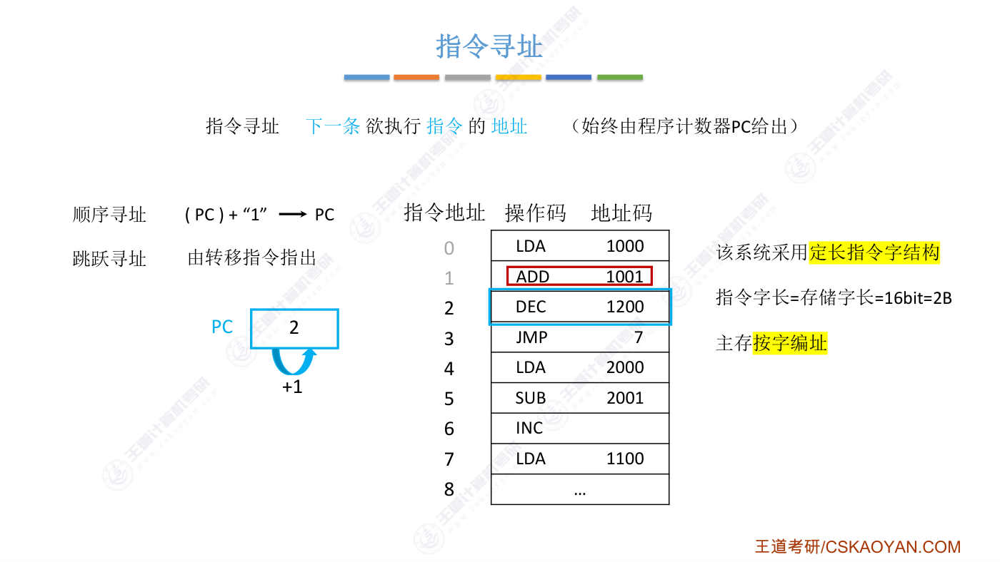 指令寻址
指令寻址 下一条 欲执行 指令 的 地址 （始终由程序计数器PC给出）
顺序寻址 ( PC ) + “1” PC
跳跃寻址 由转移指令指出
PC 2
+1
指令地址 操作码 地址码
0 LDA 1000
1 ADD 1001
2 DEC 1200
3 JMP 7
4 LDA 2000
5 SUB 2001
6 INC
7 LDA 1100
8 …
该系统采用定长指令字结构
指令字长=存储字长=16bit=2B
主存按字编址
王道考研/CSKAOYAN.COM